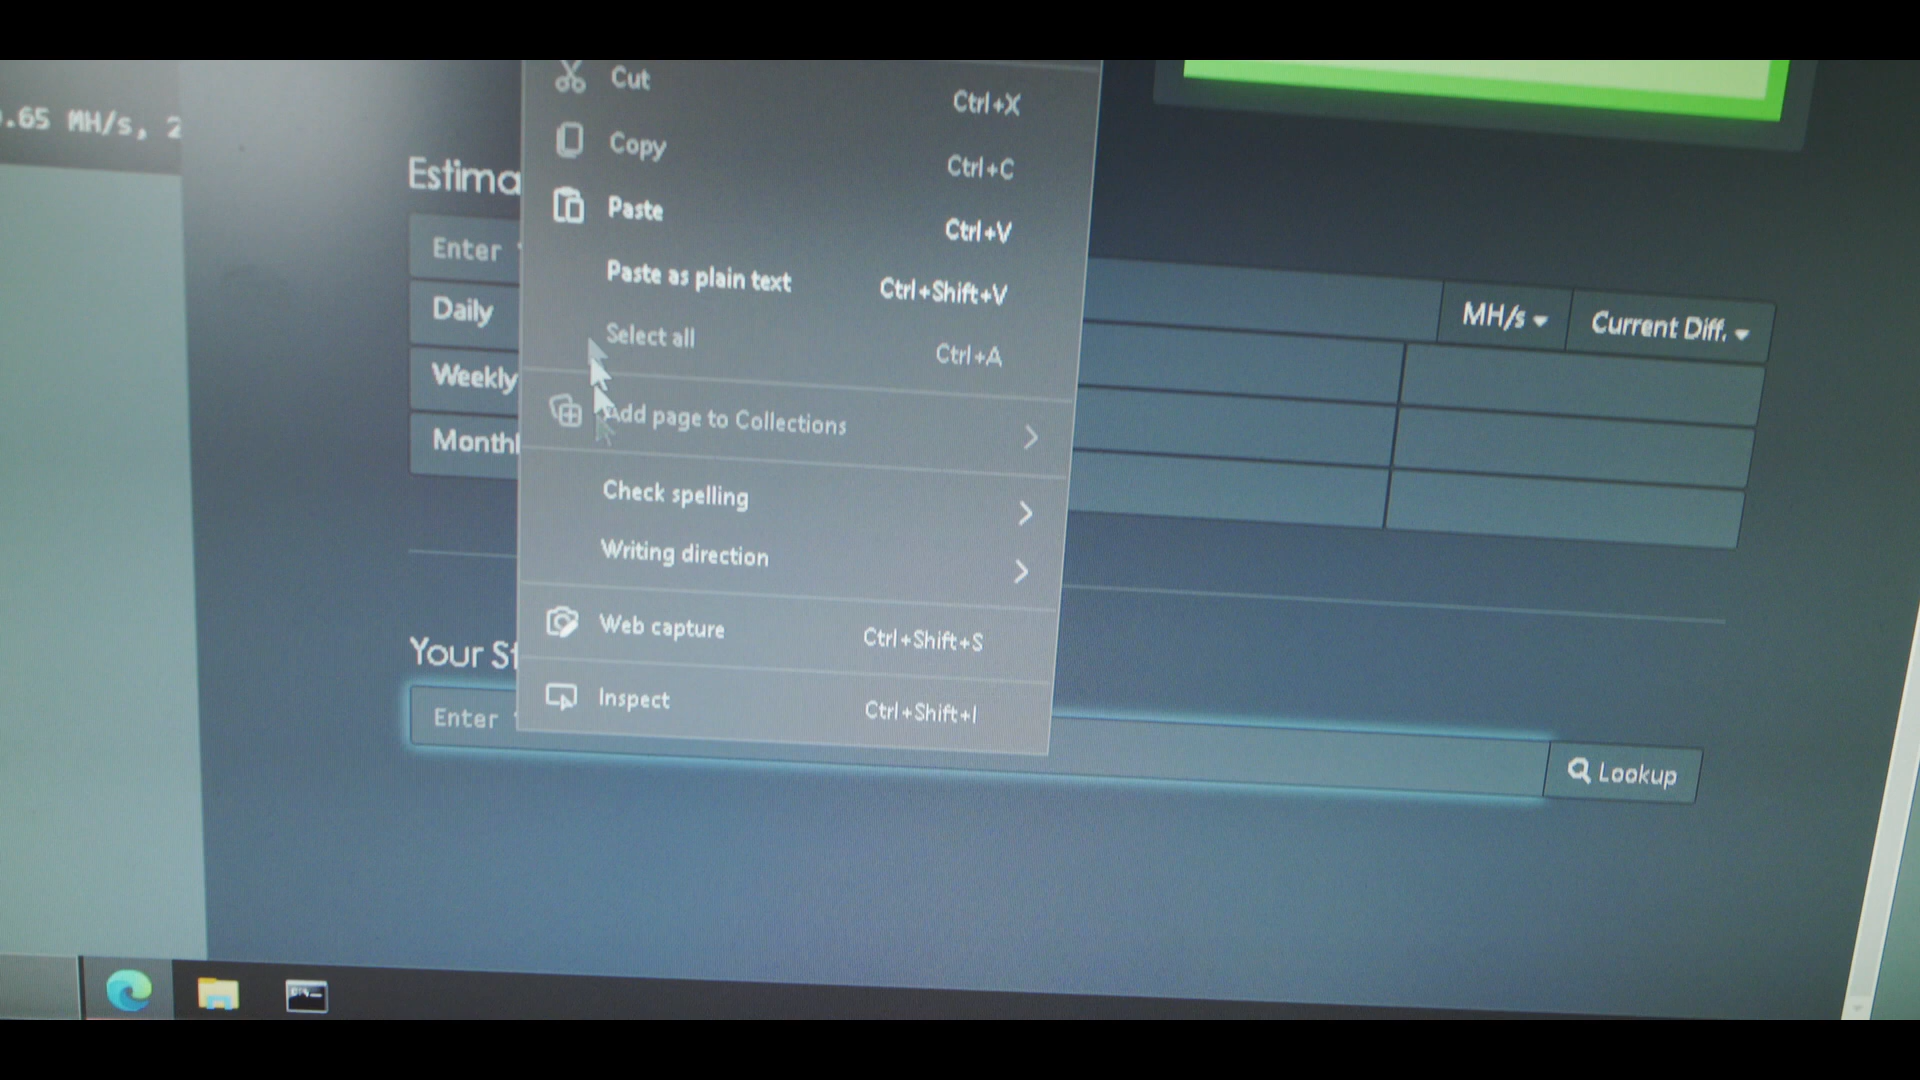 .65 MH/s, 2
Cut Ctrl+X
Copy Ctrl+C
Paste Ctrl+V
Paste as plain text Ctrl+Shift+V
Select all Ctrl+A
Add page to Collections
Check spelling
Writing direction
Web capture Ctrl+Shift+S
Inspect Ctrl+Shift+I
Estima
Enter
MH/s Current Diff.
Daily
Weekly
Monthl
Your St
Enter
Lookup